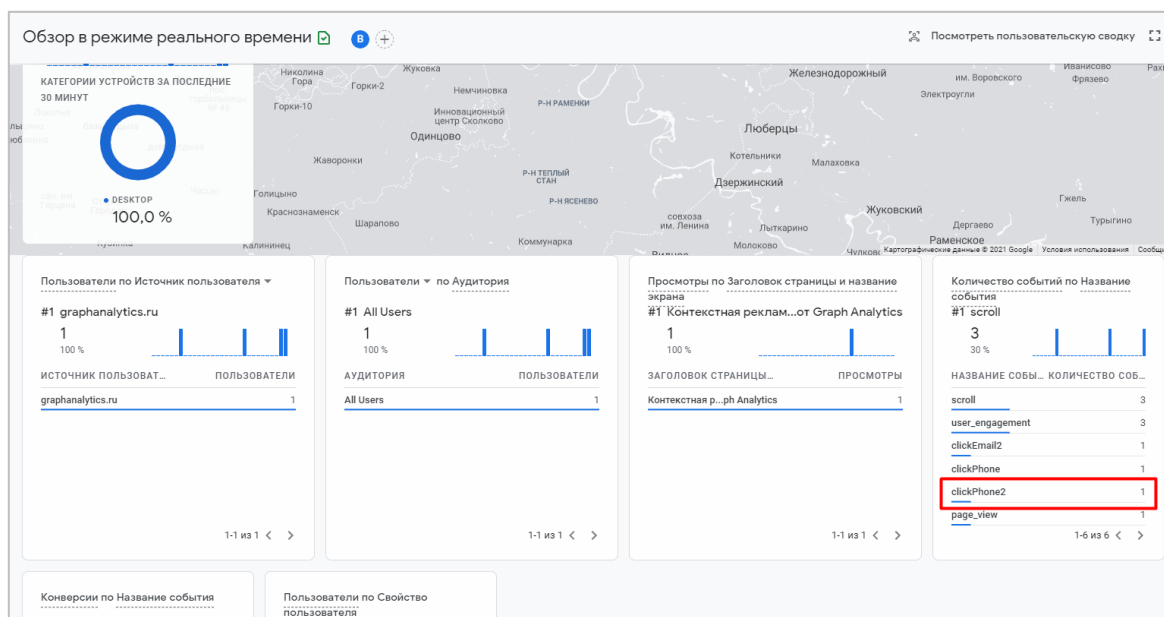 Обзор в режиме реального времени
B
Посмотреть пользовательскую сводку
КАТЕГОРИИ УСТРОЙСТВ ЗА ПОСЛЕДНИЕ
30 МИНУТ
DESKTOP
100,0 %
Николина
Гора
Жуковка
Горки-2
Горки-10
Немчиновка
Инновационный
центр Сколково
Одинцово
Р-Н РАМЕНКИ
Железнодорожный
им. Воровского
Электроугли
Фрязево
Люберцы
Котельники
Малаховка
Жаворонки
Р-Н ТЕПЛЫЙ
СТАН
Дзержинский
Голицыно
Р-Н ЯСЕНЕВО
Гжель
Краснознаменск
Жуковский
Шарапово
совхоза
им. Ленина
Лыткарино
Дергаево
Турыгино
Калининец
Коммунарка
Молоково
Раменское
Картографические данные © 2021 Google
Условия использования
Пользователи по Источник пользователя
#1 graphanalytics.ru
1
100 %
ИСТОЧНИК ПОЛЬЗОВАТ... ПОЛЬЗОВАТЕЛИ
graphanalytics.ru 1
1-1 из 1
Пользователи по Аудитория
#1 All Users
1
100 %
АУДИТОРИЯ ПОЛЬЗОВАТЕЛИ
All Users 1
1-1 из 1
Просмотры по Заголовок страницы и название
экрана
#1 Контекстная реклам...от Graph Analytics
1
100 %
ЗАГОЛОВОК СТРАНИЦЫ... ПРОСМОТРЫ
Контекстная р...ph Analytics 1
1-1 из 1
Количество событий по Название
события
#1 scroll
3
30 %
НАЗВАНИЕ СОБЫ... КОЛИЧЕСТВО СОБ...
scroll 3
user_engagement 3
clickEmail2 1
clickPhone 1
clickPhone2 1
page_view 1
1-6 из 6
Конверсии по Название события
Пользователи по Свойство
пользователя